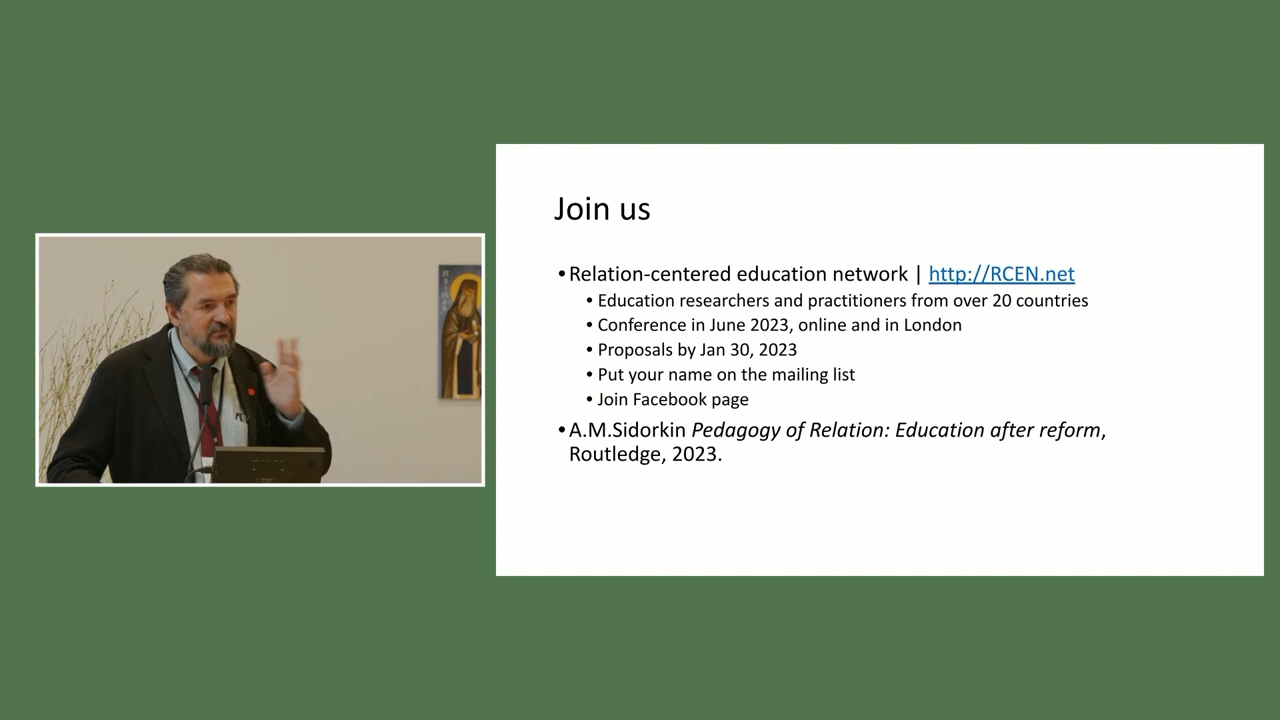 Join us
•Relation-centered education network | http://RCEN.net
• Education researchers and practitioners from over 20 countries
• Conference in June 2023, online and in London
• Proposals by Jan 30, 2023
• Put your name on the mailing list
• Join Facebook page
•A.M.Sidorkin Pedagogy of Relation: Education after reform,
Routledge, 2023.